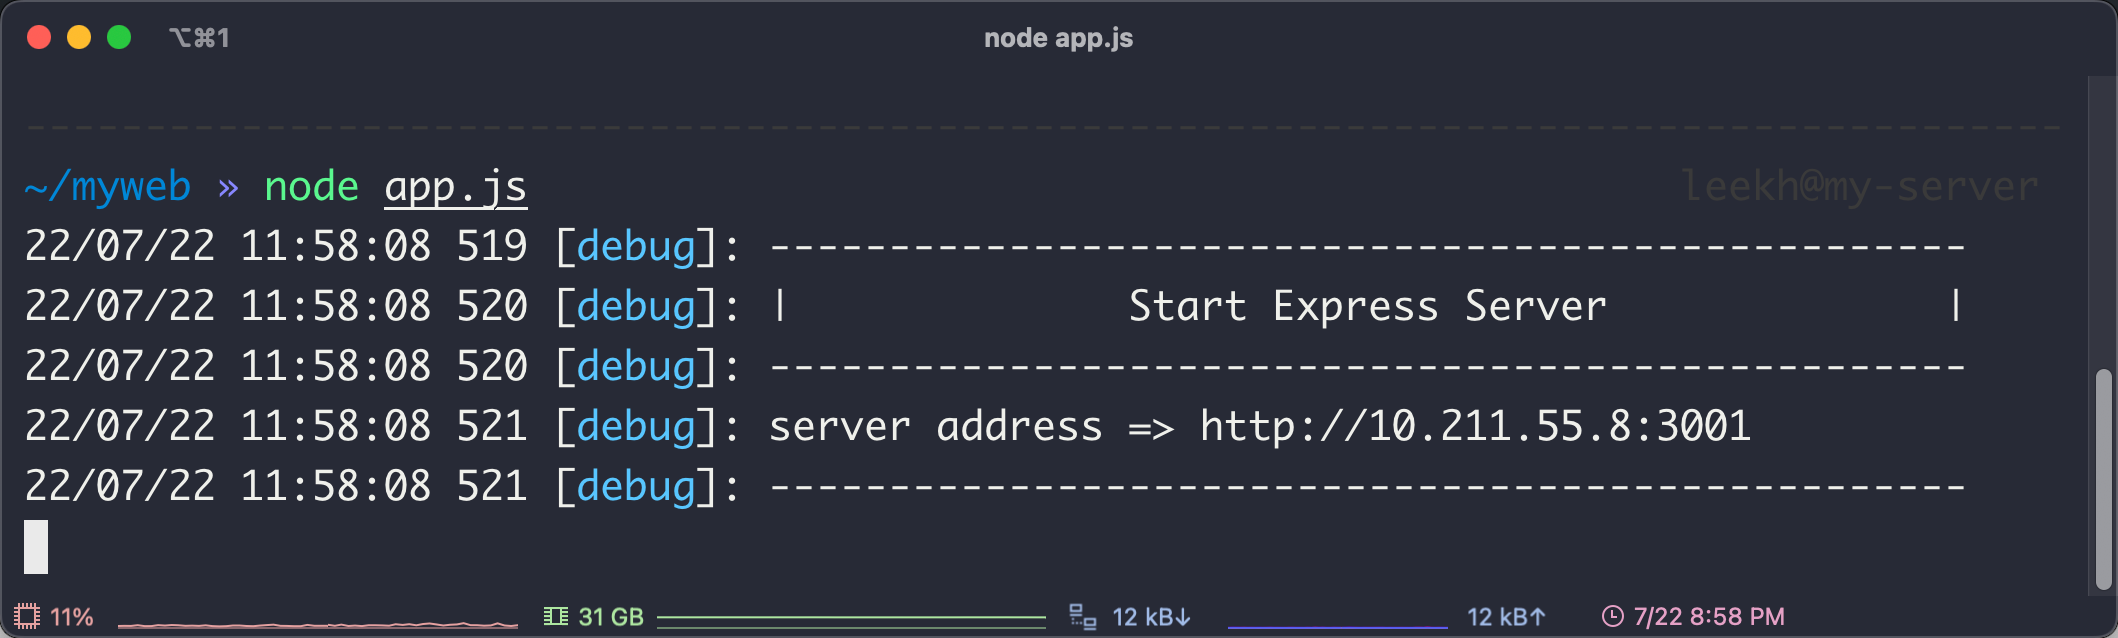 ⌥⌘1 node app.js
~/myweb » node app.js leekh@my-server
22/07/22 11:58:08 519 [debug]: --------------------------------------------------
22/07/22 11:58:08 520 [debug]: |              Start Express Server              |
22/07/22 11:58:08 520 [debug]: --------------------------------------------------
22/07/22 11:58:08 521 [debug]: server address => http://10.211.55.8:3001
22/07/22 11:58:08 521 [debug]: --------------------------------------------------
11% 31 GB 12 kB↓ 12 kB↑ 7/22 8:58 PM